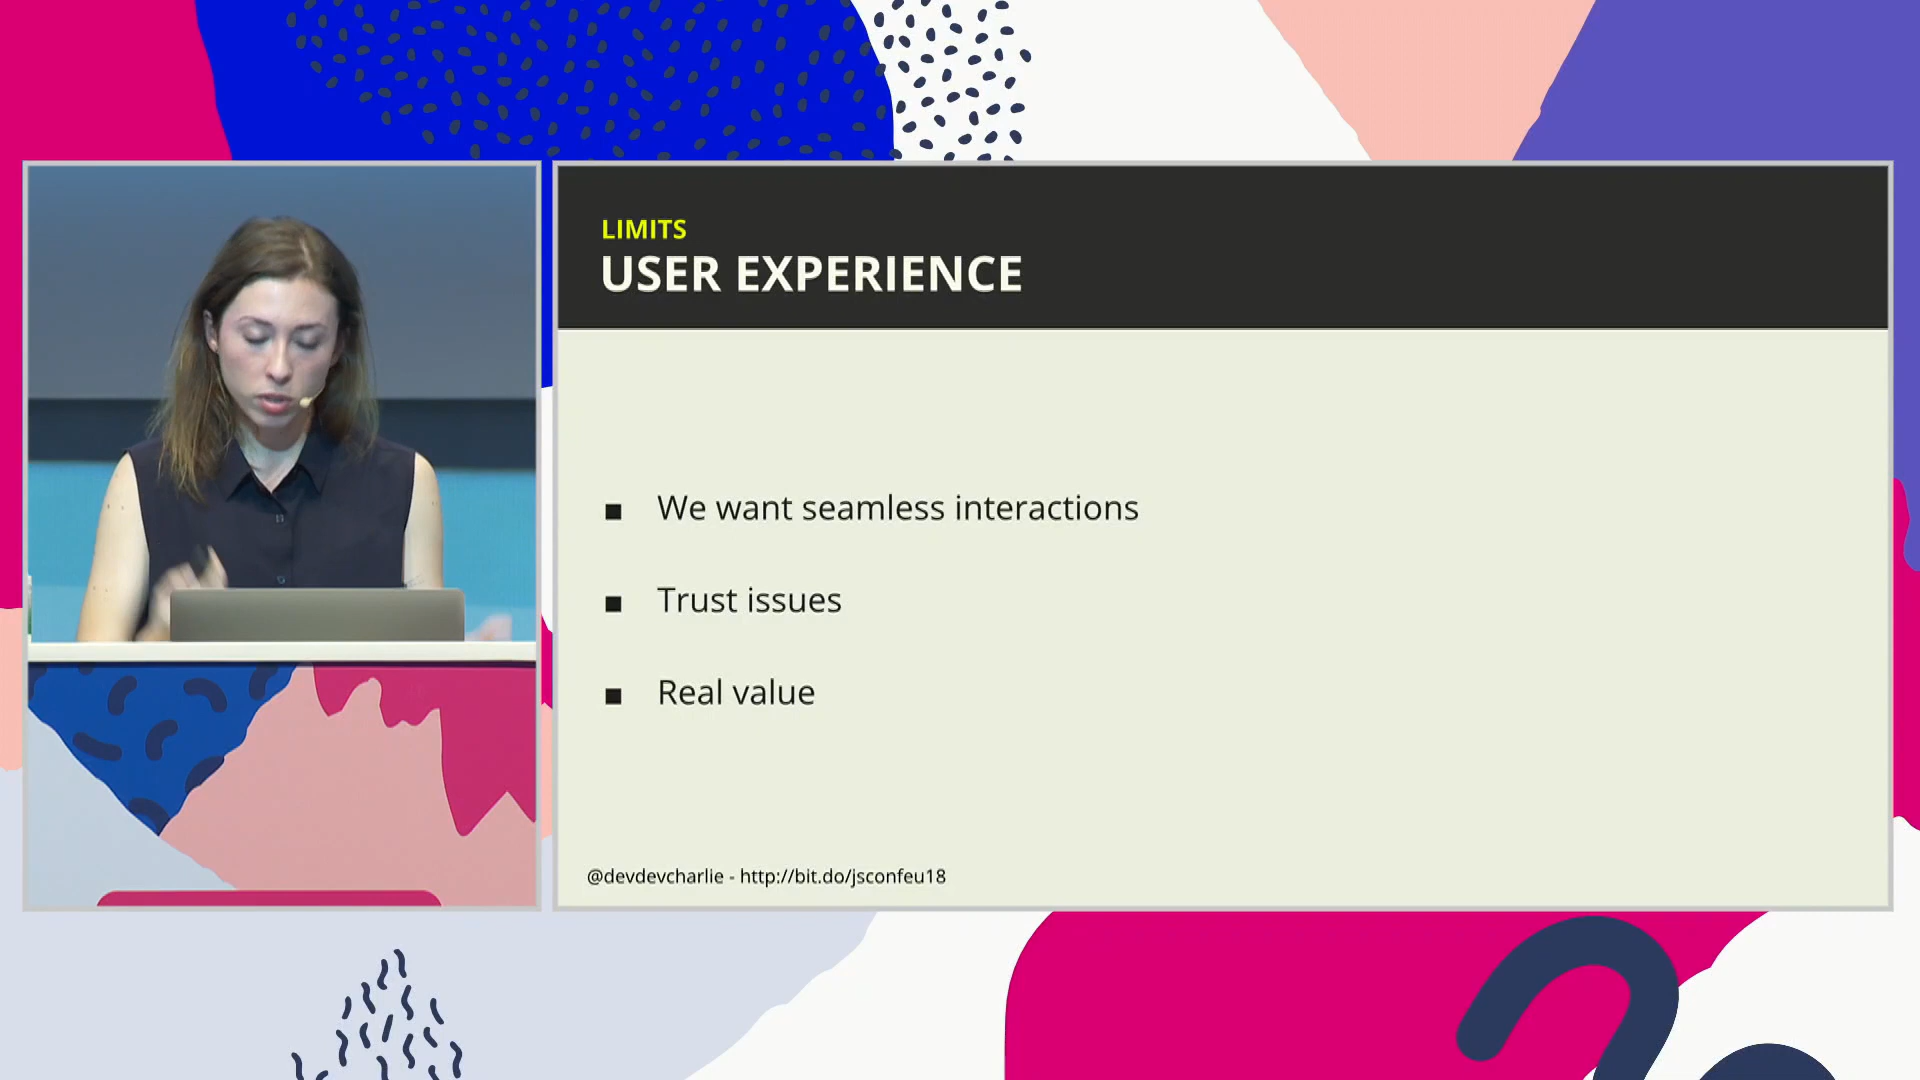 LIMITS
USER EXPERIENCE
We want seamless interactions
Trust issues
Real value
@devdevcharlie - http://bit.do/jsconfeu18